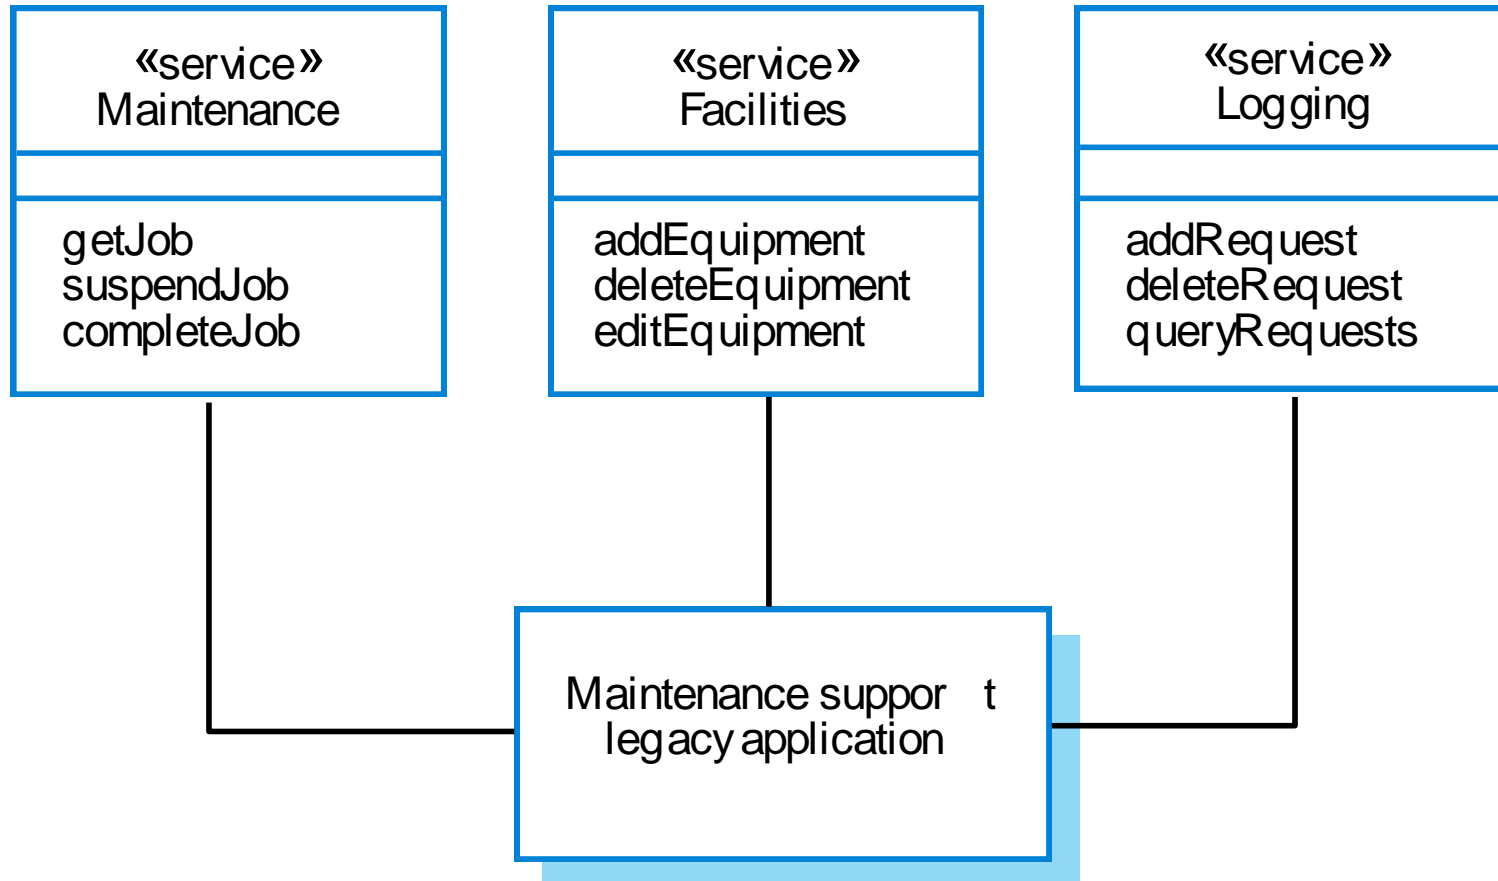 «service»
Maintenance
getJob
suspendJob
completeJob
«service»
Facilities
addEquipment
deleteEquipment
editEquipment
«service»
Logging
addRequest
deleteRequest
queryRequests
Maintenance support
legacy application